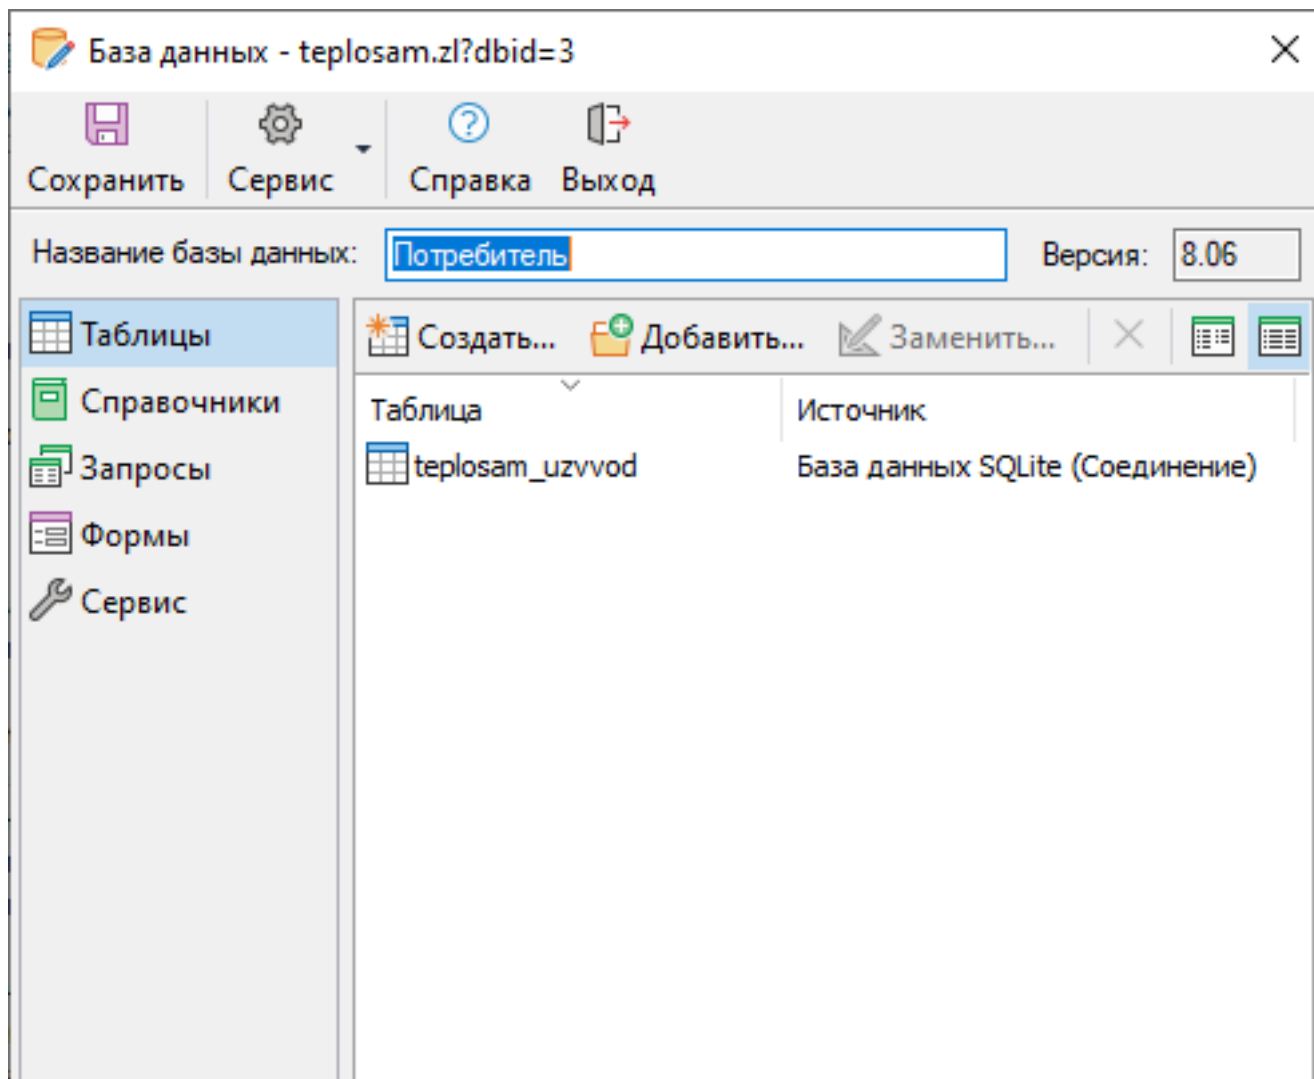 База данных - teplosam.zl?dbid=3
Сохранить Сервис Справка Выход
Название базы данных: Потребитель Версия: 8.06
Таблицы Создать... Добавить... Заменить...
Справочники Таблица Источник
Запросы teplosam_uzvvod База данных SQLite (Соединение)
Формы
Сервис